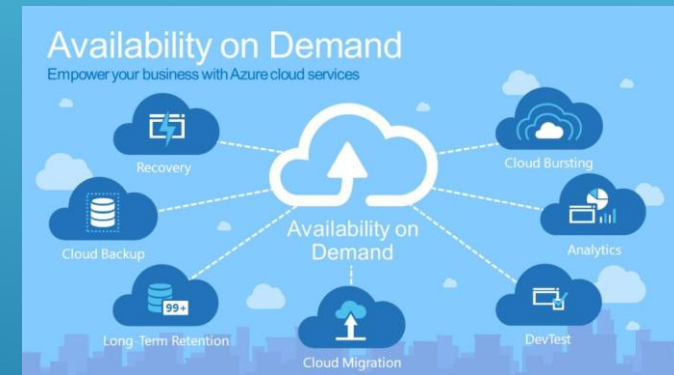 Availability on Demand
Empower your business with Azure cloud services
Recovery
Cloud Bursting
Cloud Backup
Availability on
Demand
Analytics
99+
Long-Term Retention
DevTest
Cloud Migration